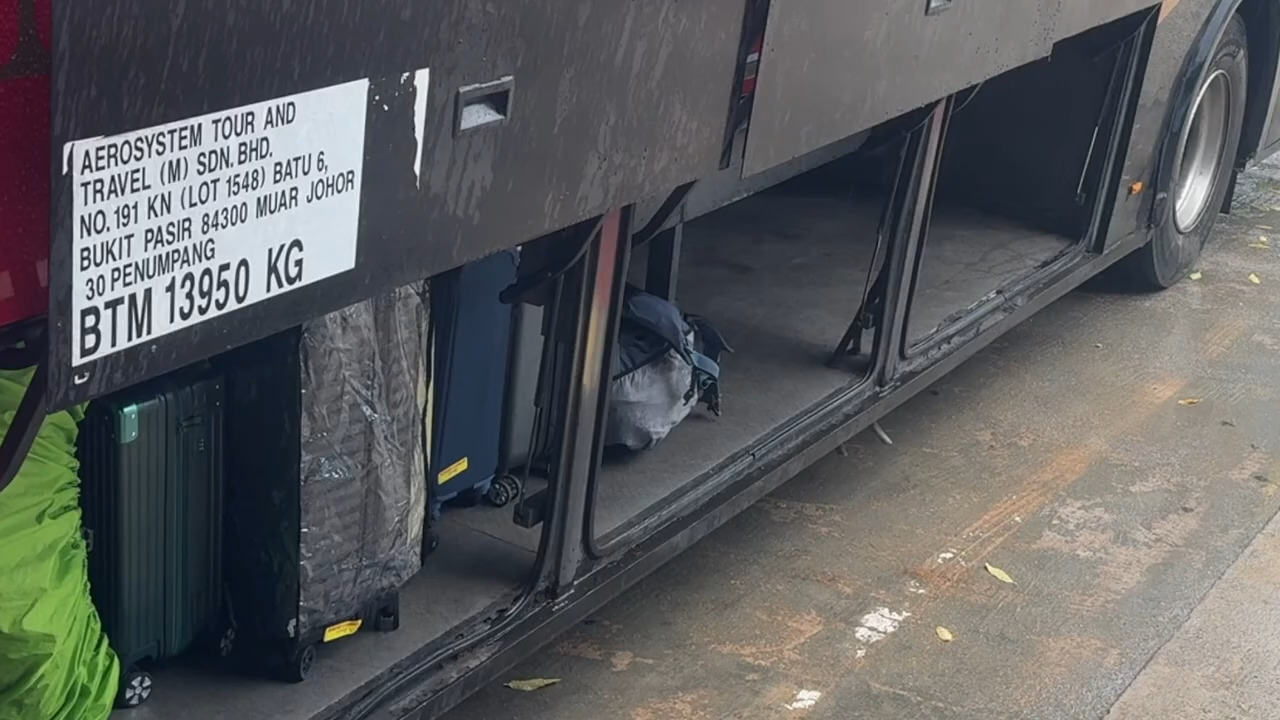 AEROSYSTEM TOUR AND
TRAVEL (M) SDN.BHD.
NO.191 KN (LOT 1548) BATU 6,
BUKIT PASIR 84300 MUAR JOHOR
30 PENUMPANG
BTM 13950 KG